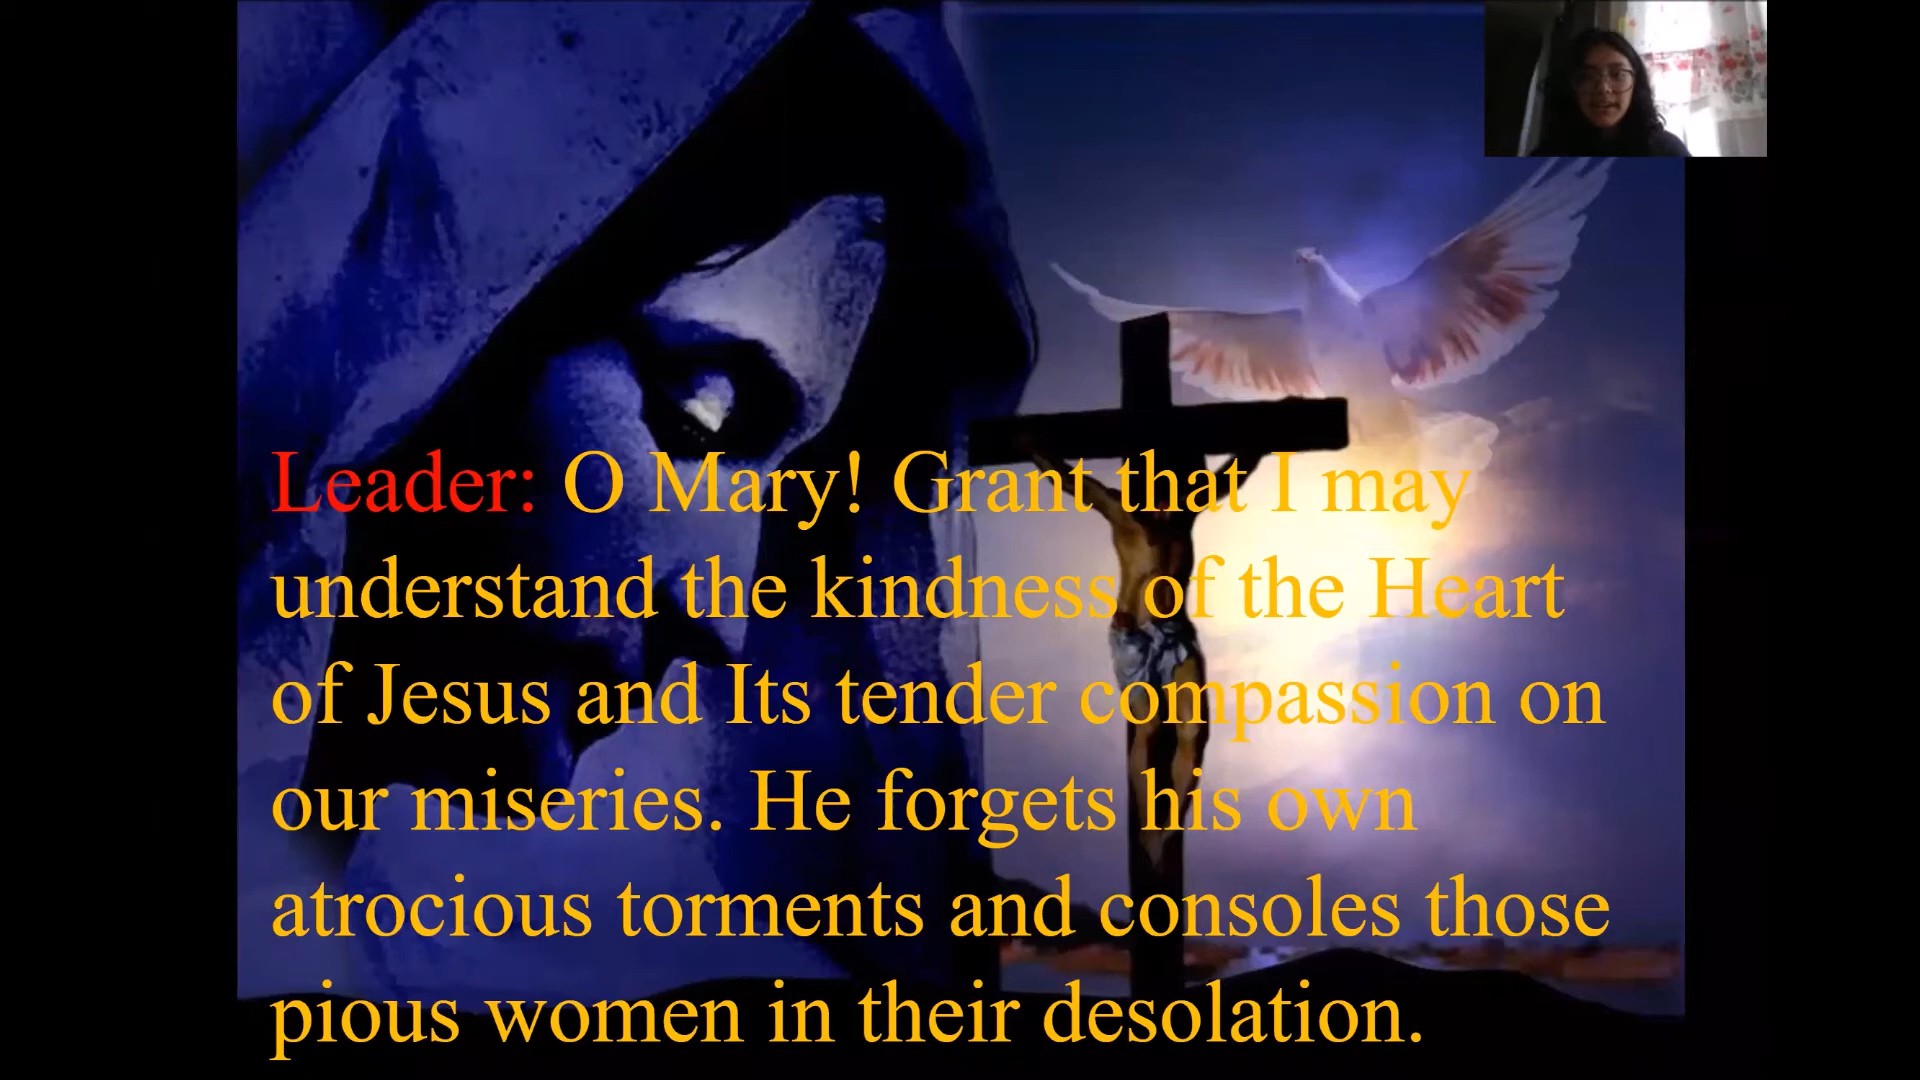 Leader: O Mary! Grant that I may
understand the kindness of the Heart
of Jesus and Its tender compassion on
our miseries. He forgets his own
atrocious torments and consoles those
pious women in their desolation.